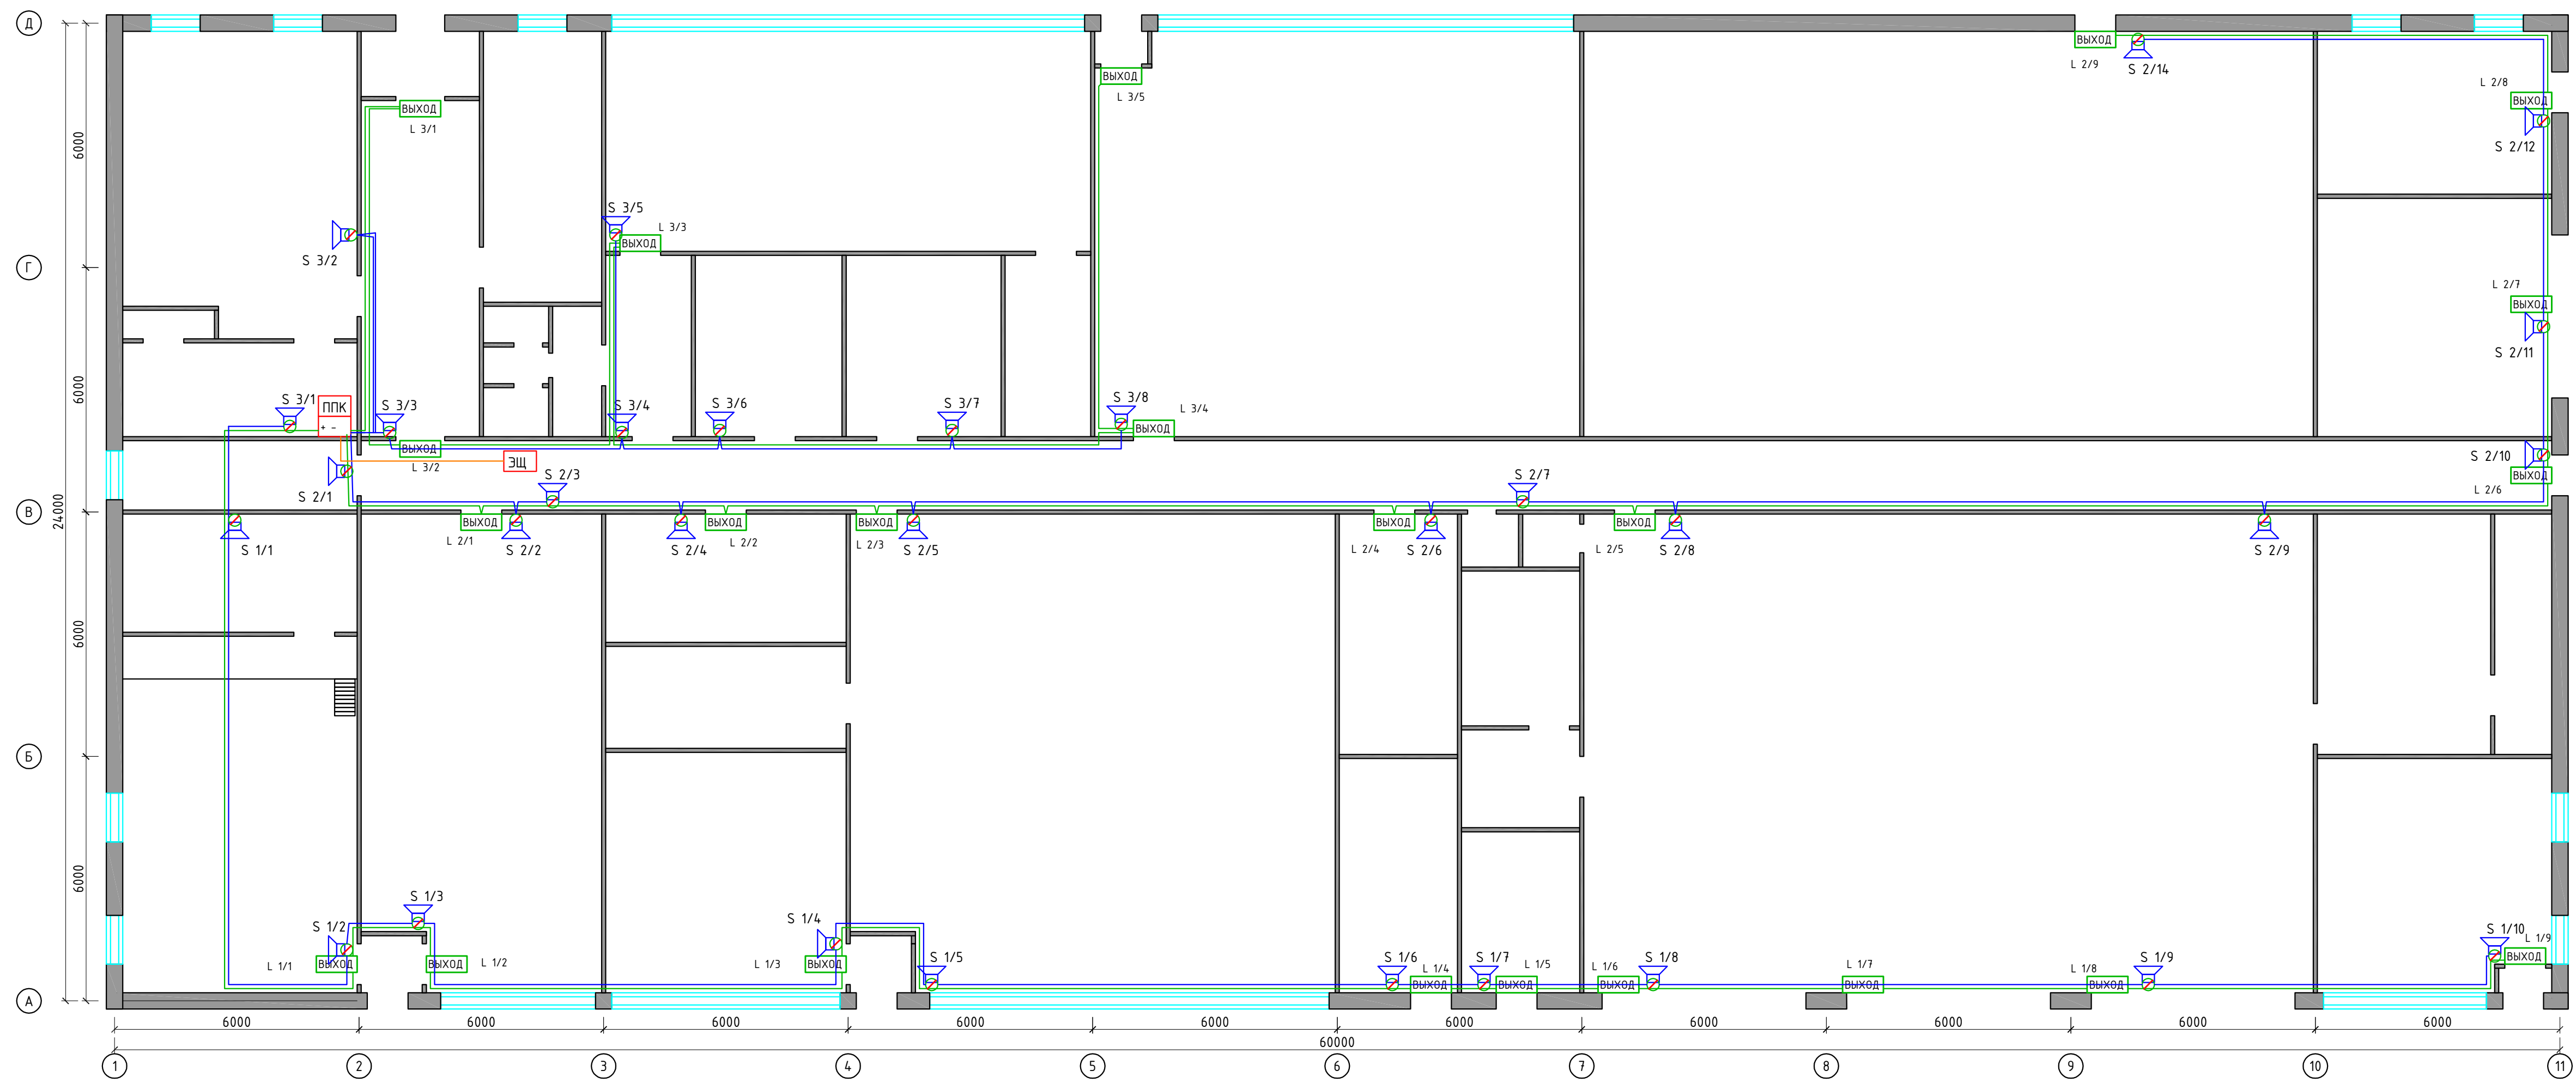 Д
ВЫХОД
L 2/9
S 2/14
ВЫХОД
L 3/5
L 2/8
ВЫХОД
S 2/12
ВЫХОД
L 3/1
6000
S 3/5
L 3/3
ВЫХОД
S 3/2
Г
L 2/7
ВЫХОД
S 2/11
6000
S 3/1
ППК
+ -
S 3/3
S 3/4
S 3/6
S 3/7
S 3/8
L 3/4
ВЫХОД
ВЫХОД
L 3/2
ЭЩ
S 2/10
ВЫХОД
L 2/6
S 2/1
S 2/3
S 2/7
24000
В
S 1/1
ВЫХОД
L 2/1
S 2/2
S 2/4
ВЫХОД
L 2/2
ВЫХОД
L 2/3
S 2/5
ВЫХОД
L 2/4
S 2/6
ВЫХОД
L 2/5
S 2/8
S 2/9
6000
Б
6000
S 1/2
S 1/3
L 1/1
ВЫХОД
ВЫХОД
L 1/2
S 1/4
L 1/3
ВЫХОД
S 1/5
S 1/6
L 1/4
ВЫХОД
S 1/7
L 1/5
ВЫХОД
L 1/6
ВЫХОД
S 1/8
L 1/7
ВЫХОД
L 1/8
ВЫХОД
S 1/9
S 1/10
L 1/9
ВЫХОД
А
6000 6000 6000 6000 6000 6000 6000 6000 6000 6000
60000
1 2 3 4 5 6 7 8 9 10 11